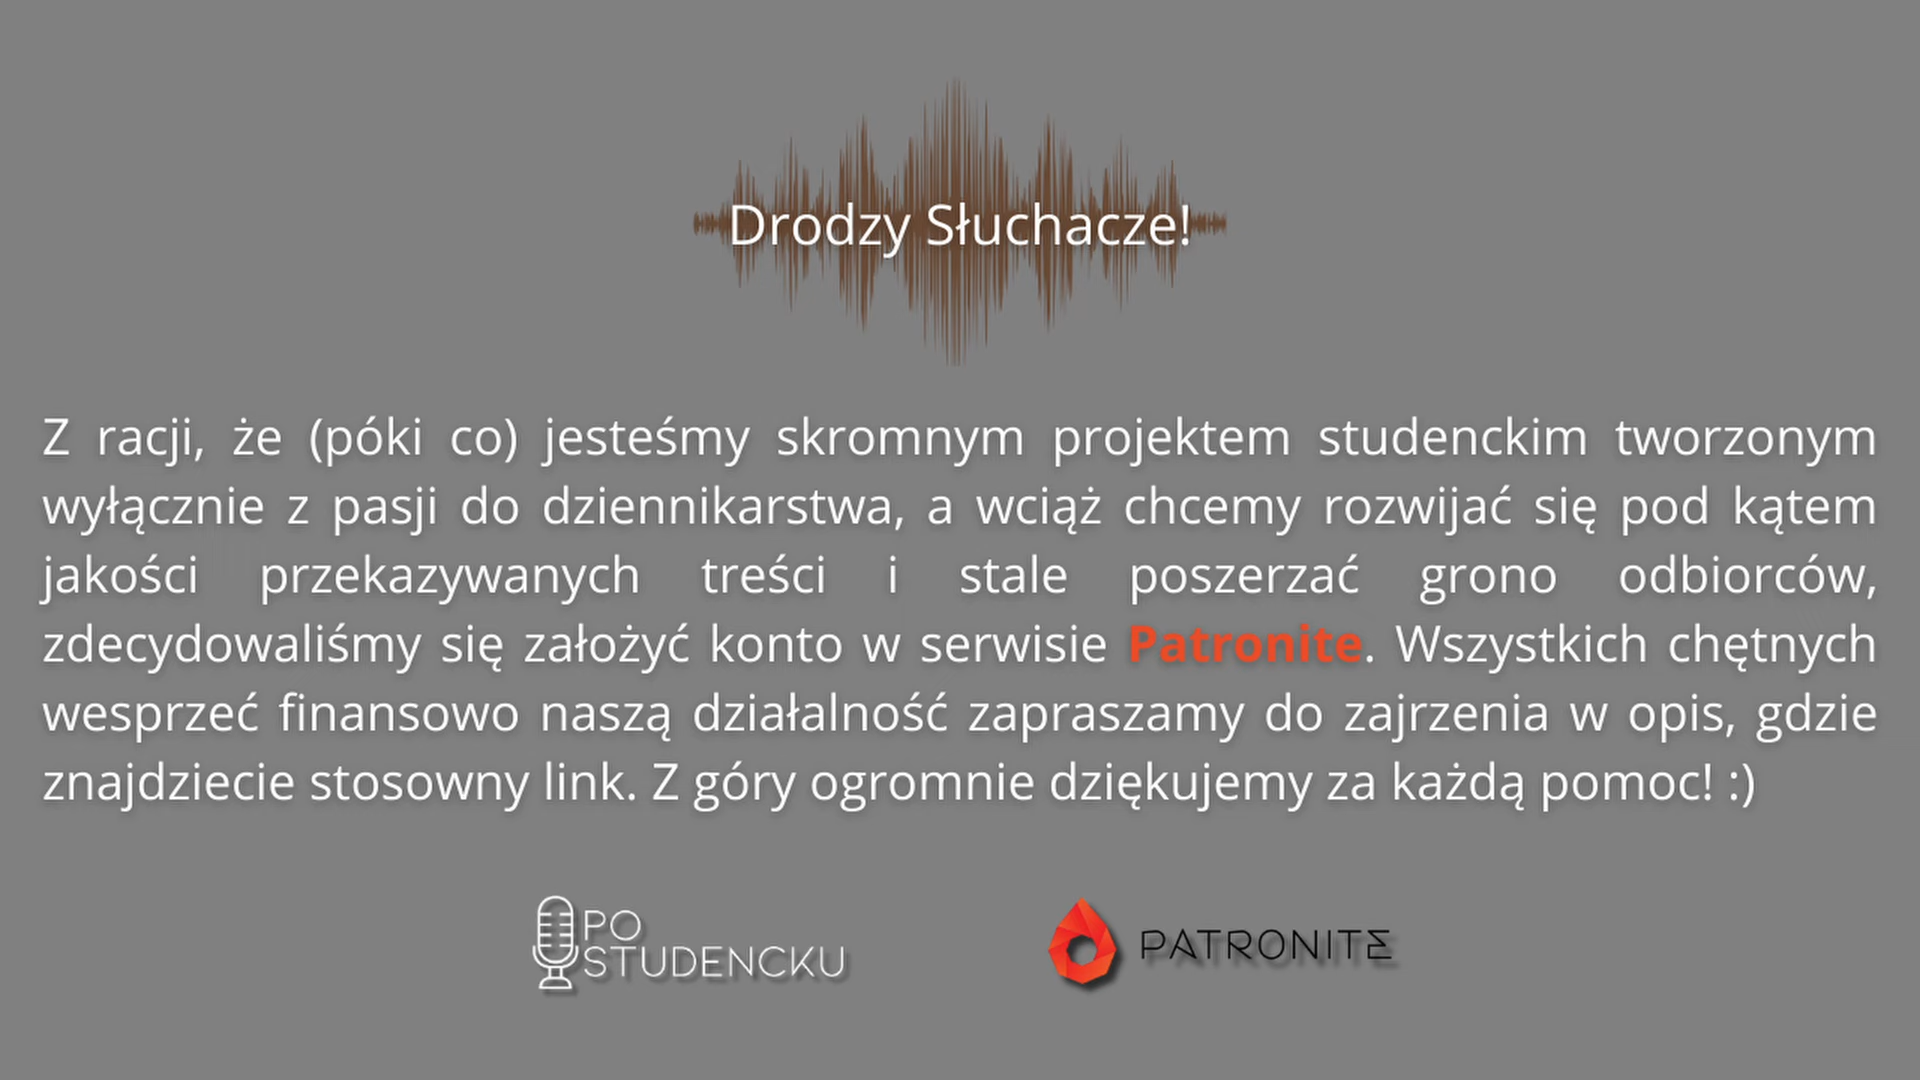 Drodzy Słuchacze!
Z racji, że (póki co) jesteśmy skromnym projektem studenckim tworzonym
wyłącznie z pasji do dziennikarstwa, a wciąż chcemy rozwijać się pod kątem
jakości przekazywanych treści i stale poszerzać grono odbiorców,
zdecydowaliśmy się założyć konto w serwisie Patronite. Wszystkich chętnych
wesprzeć finansowo naszą działalność zapraszamy do zajrzenia w opis, gdzie
znajdziecie stosowny link. Z góry ogromnie dziękujemy za każdą pomoc! :)
PO
STUDENCKU
PATRONITE